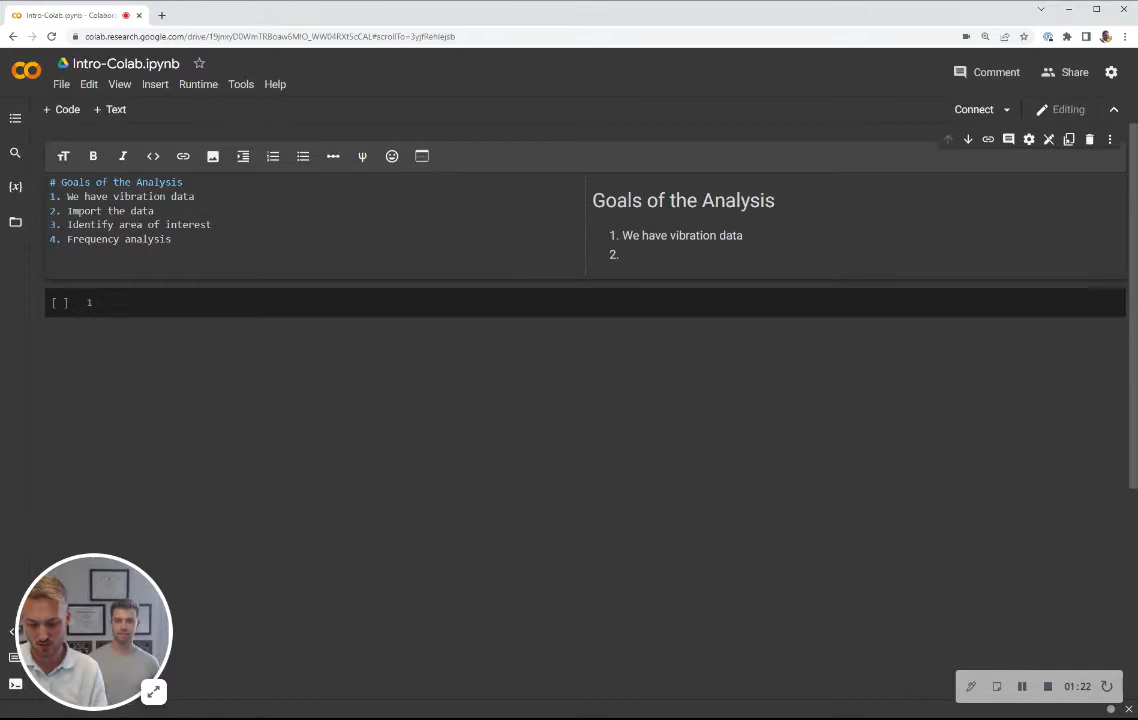 Intro-Colab.ipynb - Colabora
colab.research.google.com/drive/
Intro-Colab.ipynb
Comment
Share
File Edit View Insert Runtime Tools Help
+ Code + Text
Connect
Editing
# Goals of the Analysis
1. We have vibration data
2. Import the data
3. Identify area of interest
4. Frequency analysis
Goals of the Analysis
1. We have vibration data
2.
[ ] 1
01:22